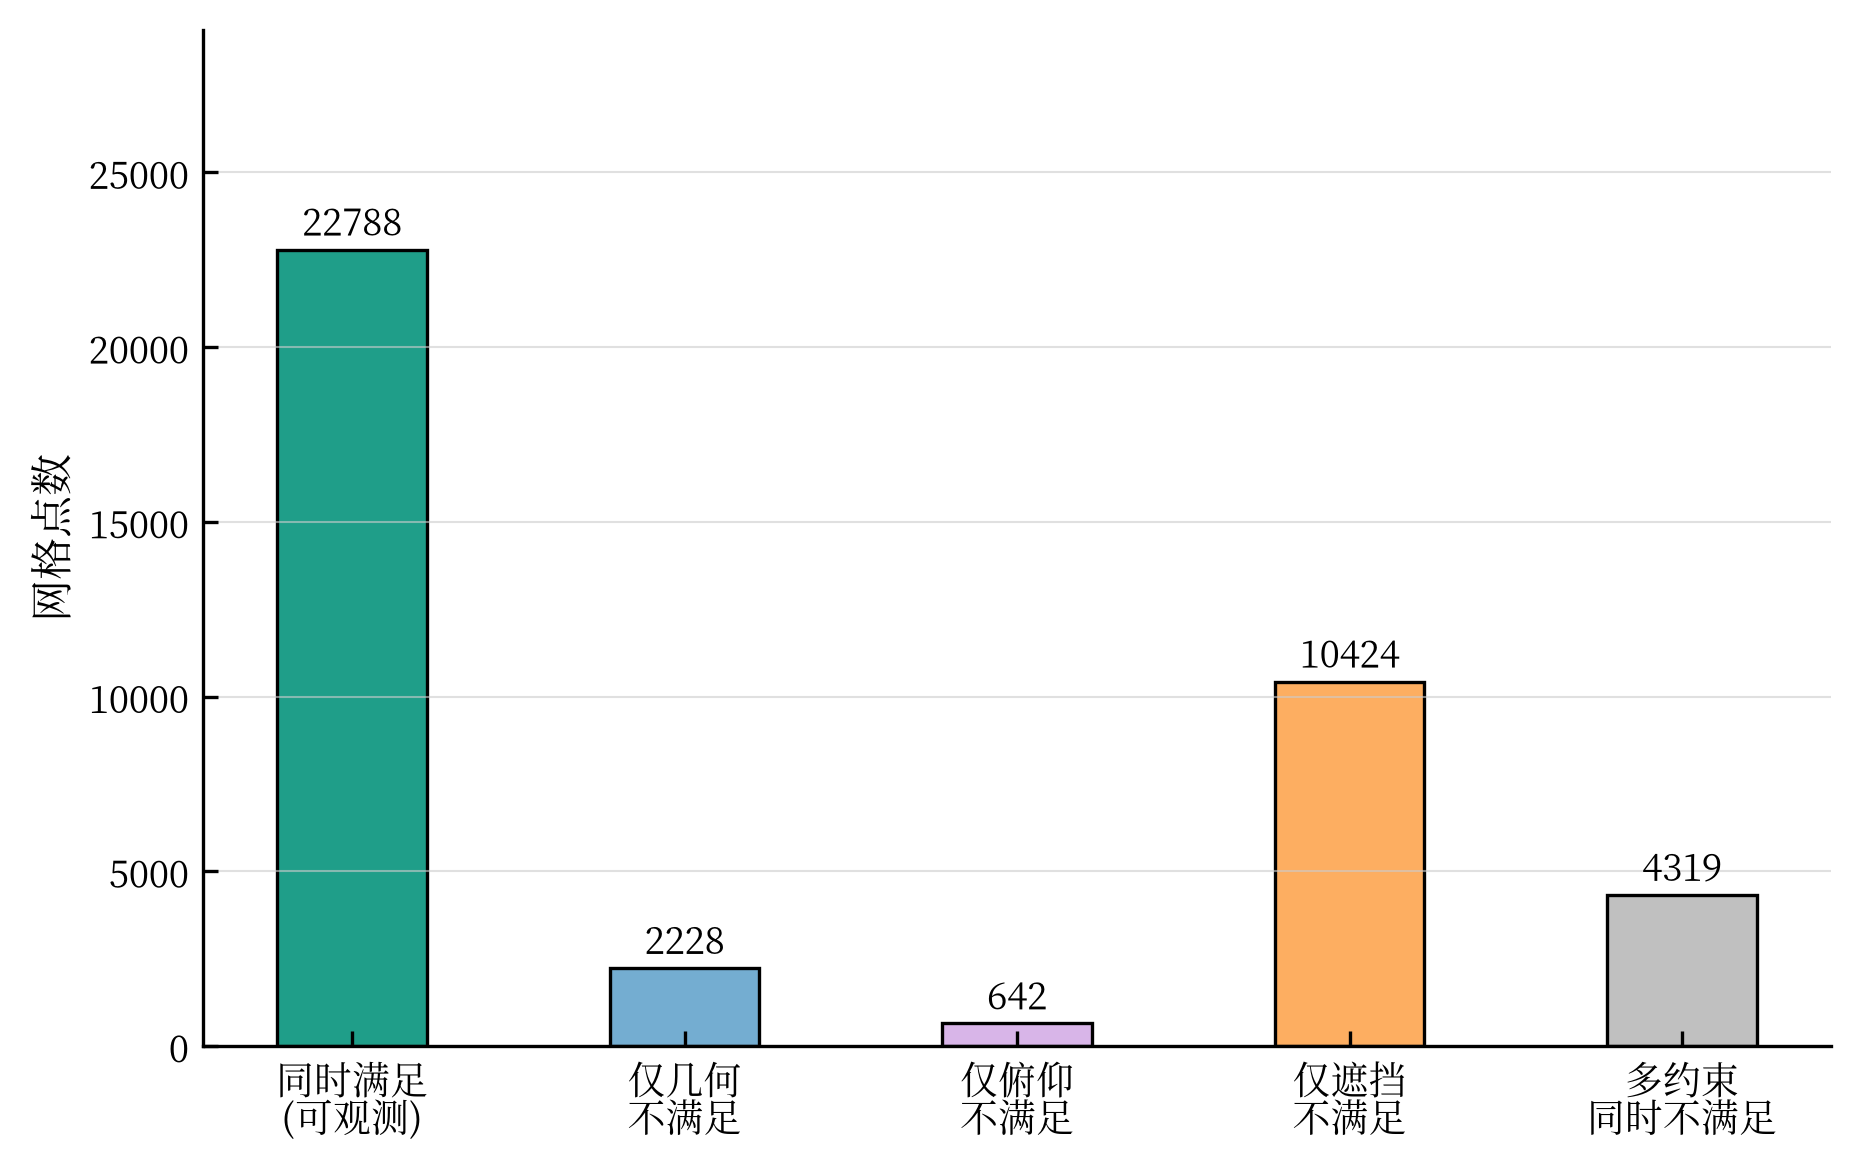 网格点数
25000
20000
15000
10000
5000
0
22788
2228
642
10424
4319
同时满足
(可观测)
仅几何
不满足
仅俯仰
不满足
仅遮挡
不满足
多约束
同时不满足